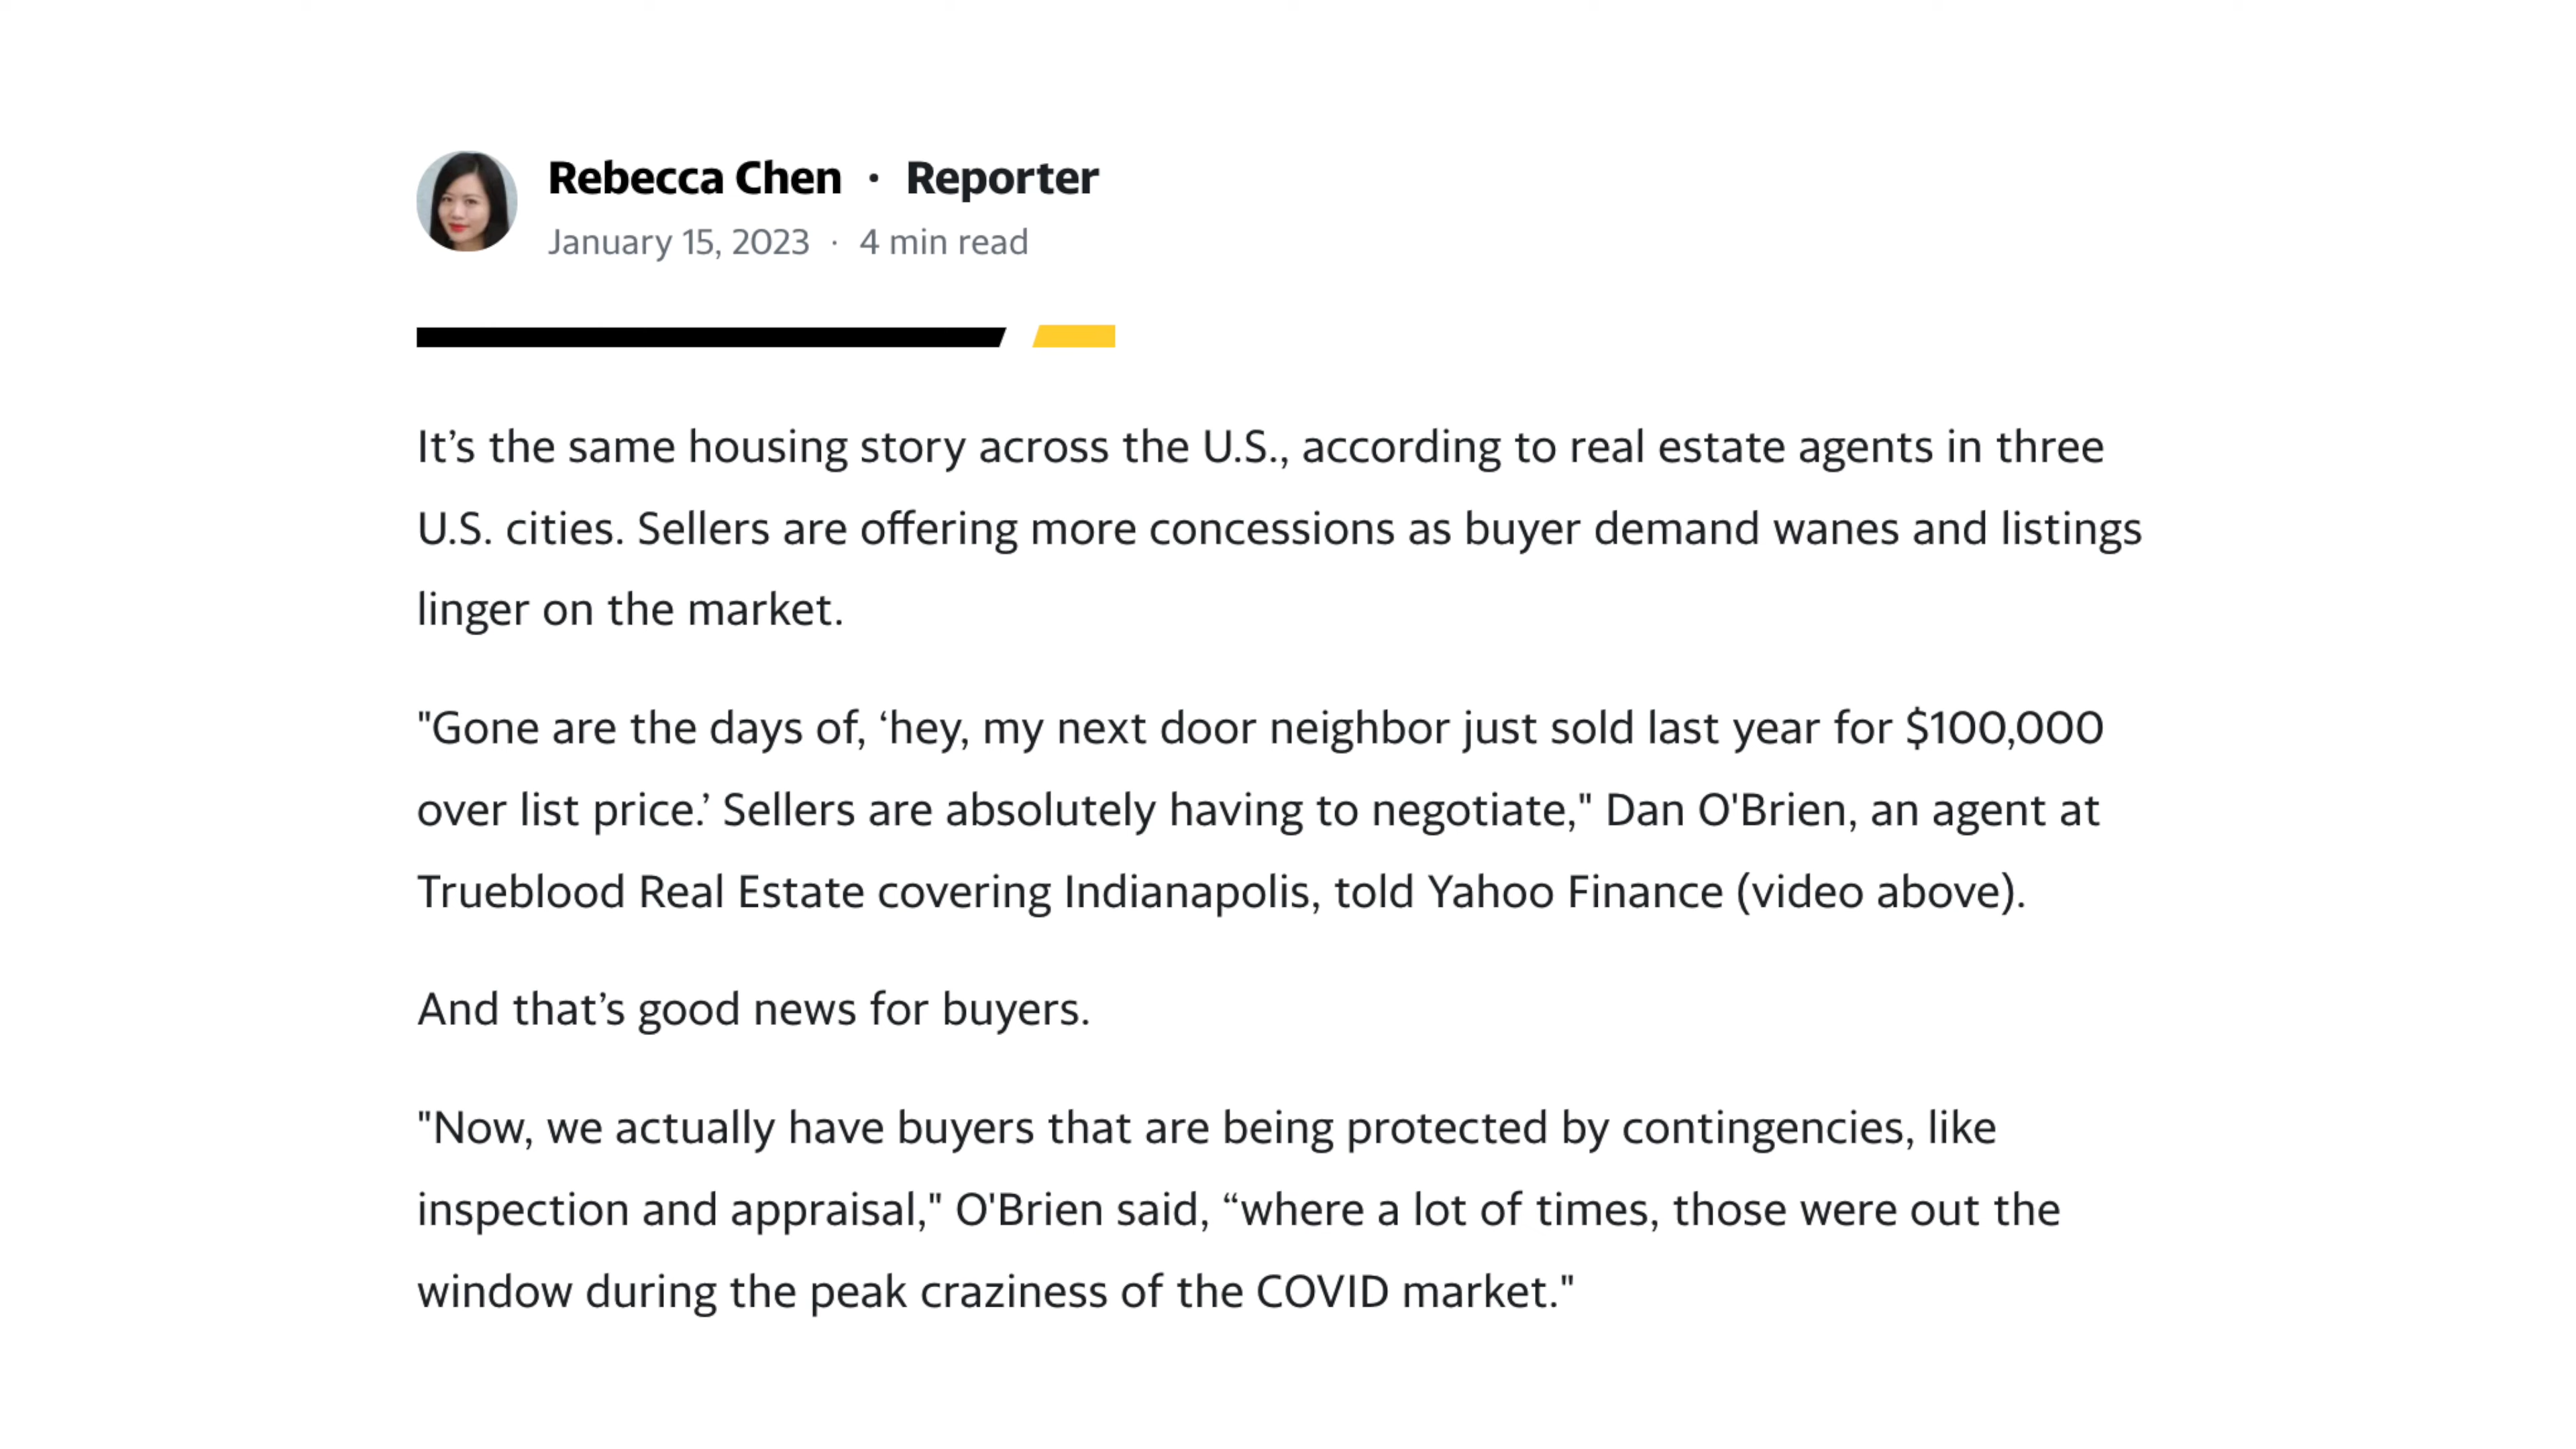 Rebecca Chen · Reporter
January 15, 2023 · 4 min read
It’s the same housing story across the U.S., according to real estate agents in three
U.S. cities. Sellers are offering more concessions as buyer demand wanes and listings
linger on the market.
"Gone are the days of, ‘hey, my next door neighbor just sold last year for $100,000
over list price.’ Sellers are absolutely having to negotiate," Dan O'Brien, an agent at
Trueblood Real Estate covering Indianapolis, told Yahoo Finance (video above).
And that’s good news for buyers.
"Now, we actually have buyers that are being protected by contingencies, like
inspection and appraisal," O'Brien said, “where a lot of times, those were out the
window during the peak craziness of the COVID market."